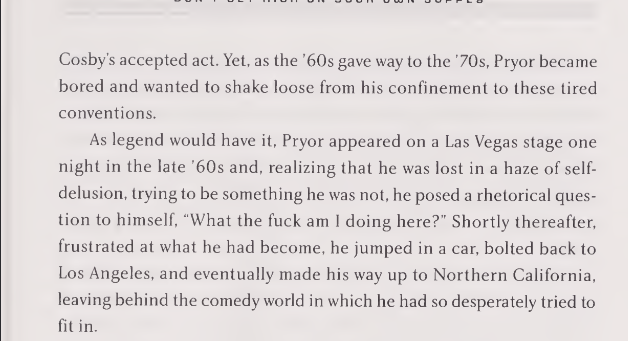 Cosby's accepted act. Yet, as the '60s gave way to the '70s, Pryor became
bored and wanted to shake loose from his confinement to these tired
conventions.
As legend would have it, Pryor appeared on a Las Vegas stage one
night in the late '60s and, realizing that he was lost in a haze of self-
delusion, trying to be something he was not, he posed a rhetorical ques-
tion to himself, “What the fuck am I doing here?” Shortly thereafter,
frustrated at what he had become, he jumped in a car, bolted back to
Los Angeles, and eventually made his way up to Northern California,
leaving behind the comedy world in which he had so desperately tried to
fit in.